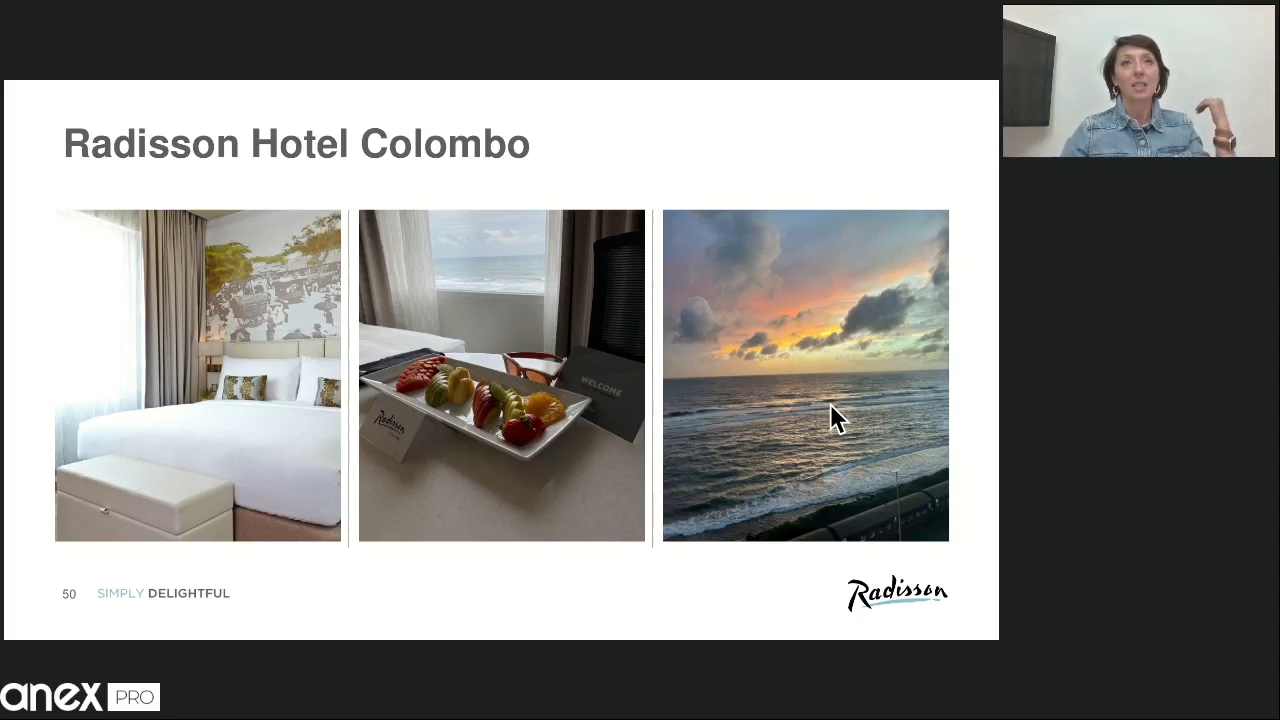 Radisson Hotel Colombo
WELCOME
Radisson
50 SIMPLY DELIGHTFUL
Radisson
anex PRO